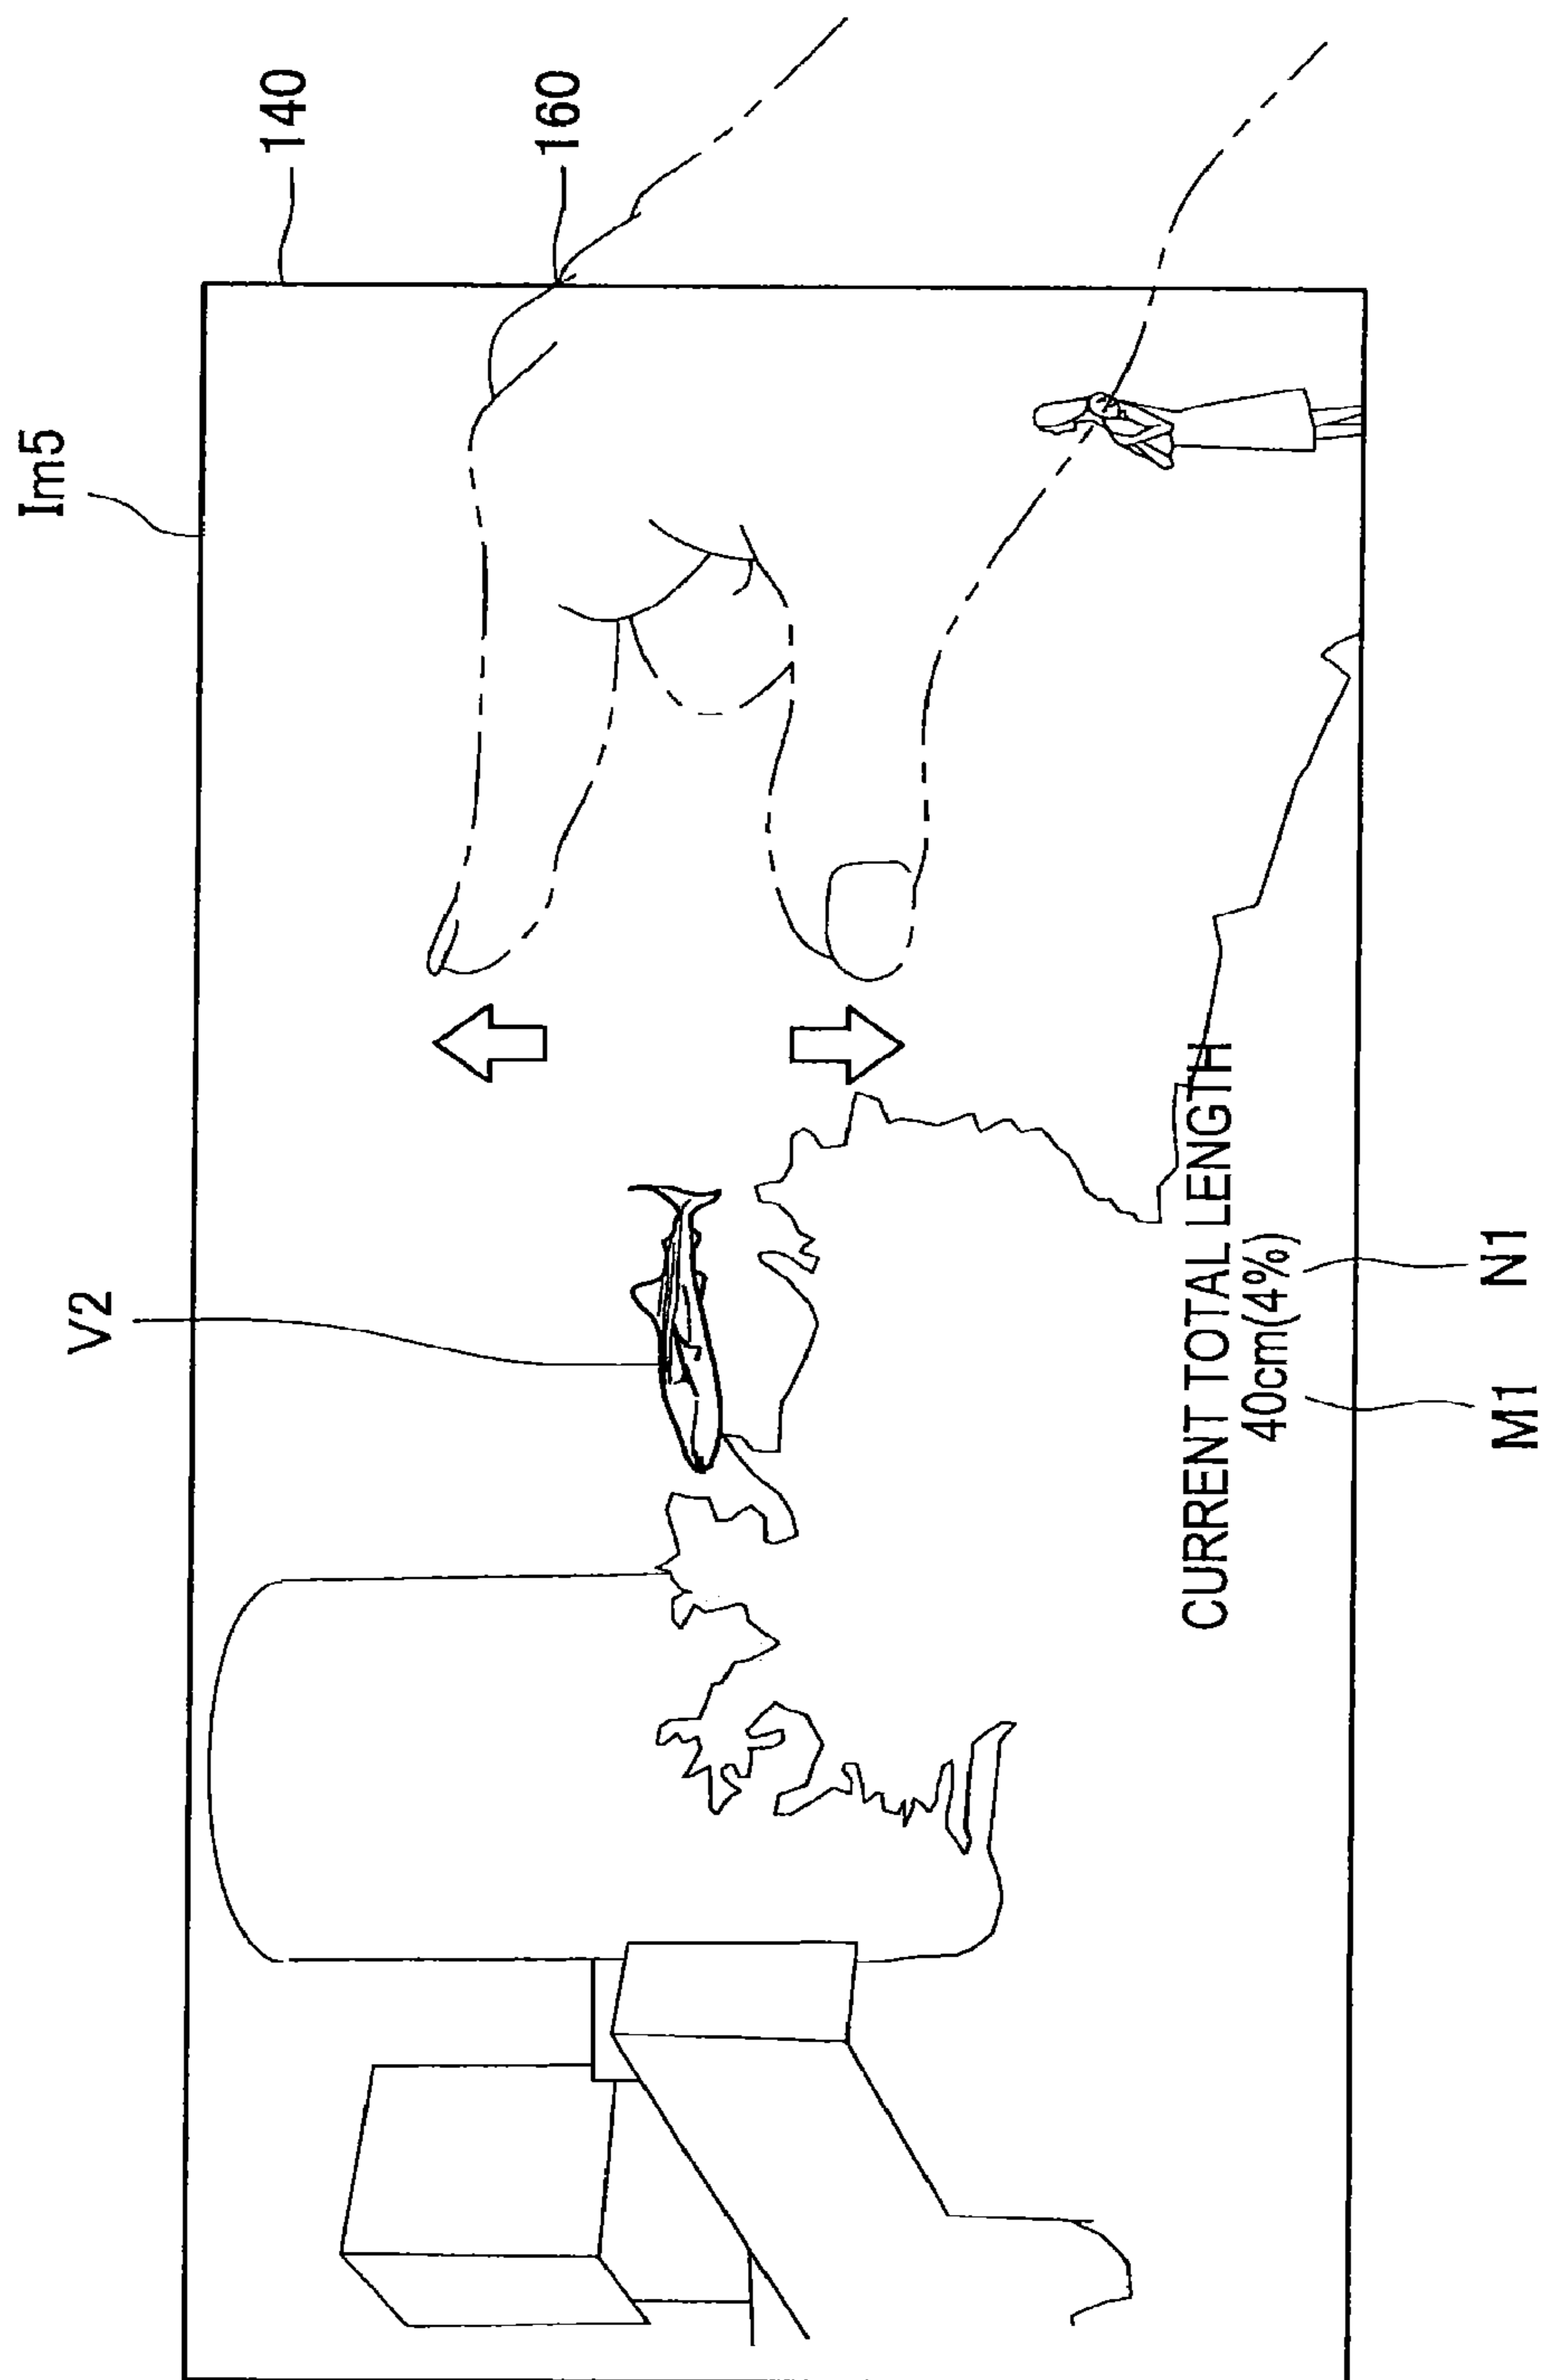 Im5
140
160
V2
CURRENT TOTAL LENGTH
40cm(4%)
M1
N1